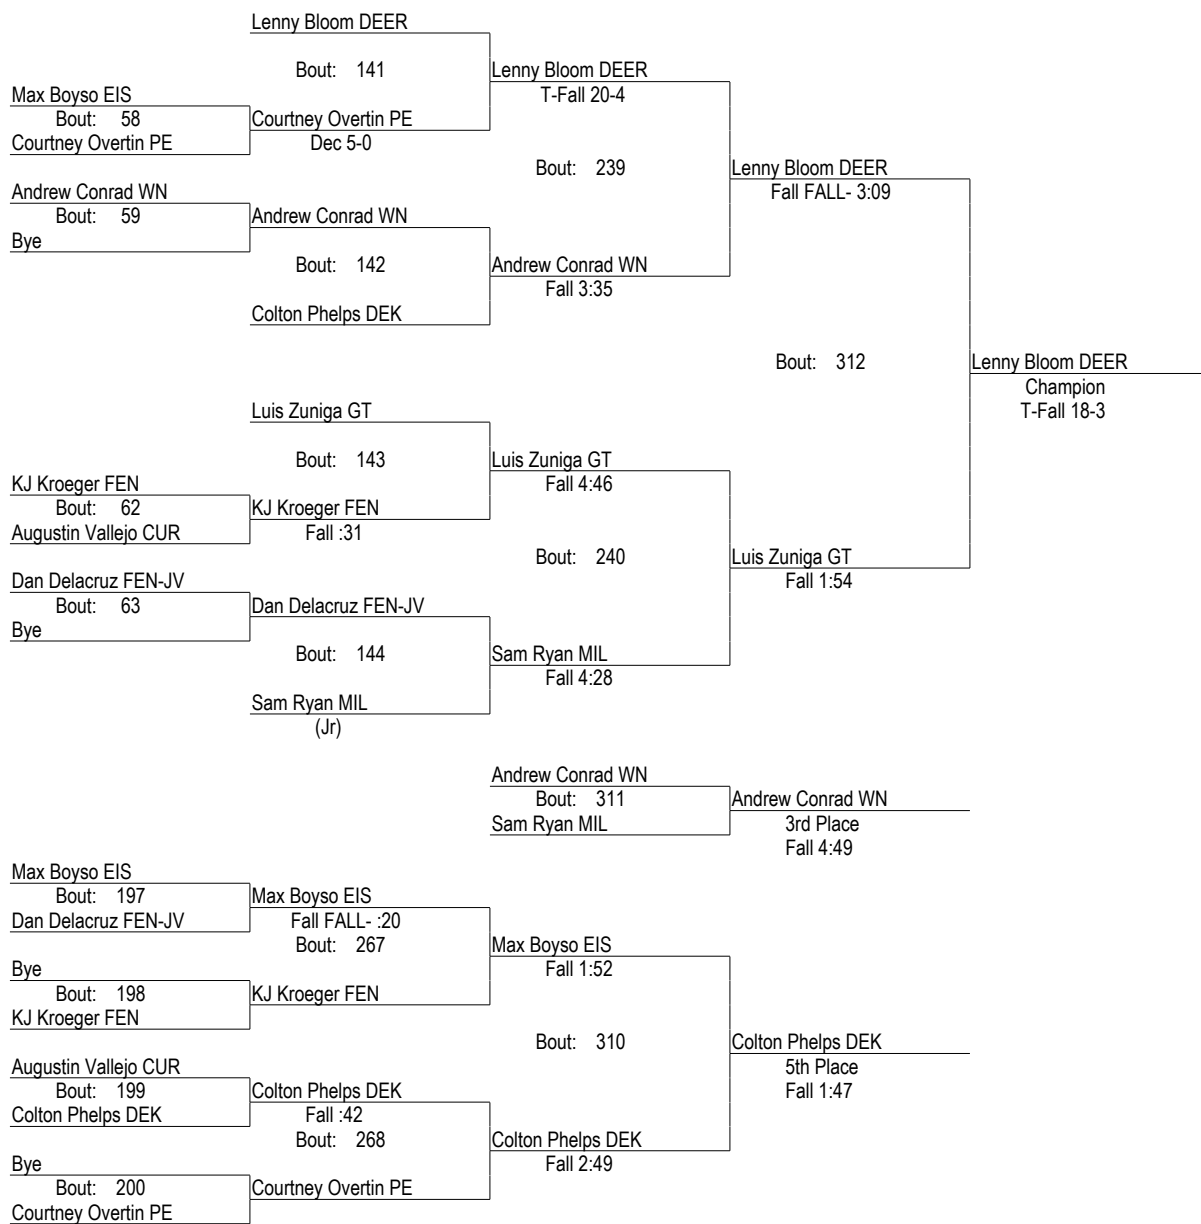 Lenny Bloom DEER
Bout: 141
Lenny Bloom DEER
T-Fall 20-4
Max Boyso EIS
Bout: 58
Courtney Overtin PE
Courtney Overtin PE
Dec 5-0
Bout: 239
Lenny Bloom DEER
Fall FALL- 3:09
Andrew Conrad WN
Bout: 59
Bye
Andrew Conrad WN
Bout: 142
Andrew Conrad WN
Fall 3:35
Colton Phelps DEK
Bout: 312
Lenny Bloom DEER
Champion
T-Fall 18-3
Luis Zuniga GT
Bout: 143
Luis Zuniga GT
Fall 4:46
KJ Kroeger FEN
Bout: 62
Augustin Vallejo CUR
KJ Kroeger FEN
Fall :31
Bout: 240
Luis Zuniga GT
Fall 1:54
Dan Delacruz FEN-JV
Bout: 63
Bye
Dan Delacruz FEN-JV
Bout: 144
Sam Ryan MIL
Fall 4:28
Sam Ryan MIL
(Jr)
Andrew Conrad WN
Bout: 311
Sam Ryan MIL
Andrew Conrad WN
3rd Place
Fall 4:49
Max Boyso EIS
Bout: 197
Dan Delacruz FEN-JV
Max Boyso EIS
Fall FALL- :20
Bout: 267
Max Boyso EIS
Fall 1:52
Bye
Bout: 198
KJ Kroeger FEN
KJ Kroeger FEN
Bout: 310
Colton Phelps DEK
5th Place
Fall 1:47
Augustin Vallejo CUR
Bout: 199
Colton Phelps DEK
Colton Phelps DEK
Fall :42
Bout: 268
Colton Phelps DEK
Fall 2:49
Bye
Bout: 200
Courtney Overtin PE
Courtney Overtin PE